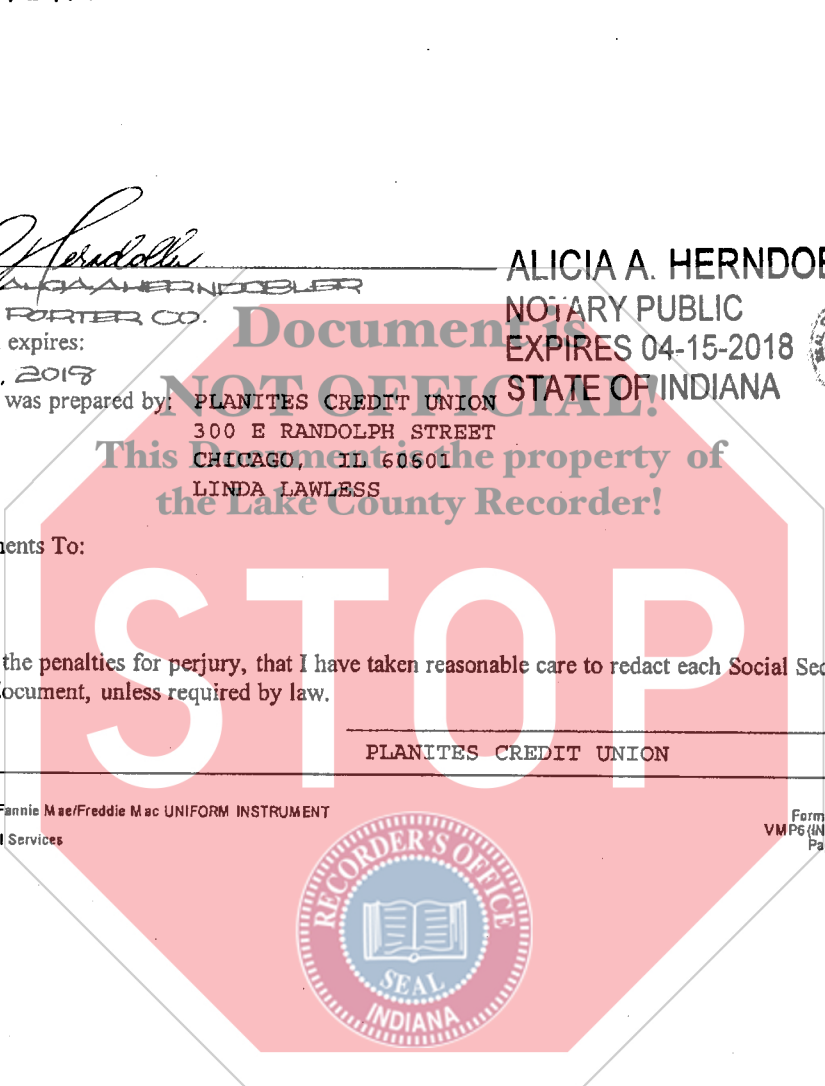 ALICIA A. HERNDOB
NOTARY PUBLIC
EXPIRES 04-15-2018
STATE OF INDIANA
Herndobler
ALICIA A HERNDOBLER
PORTER CO.
expires:
, 2018
was prepared by: PLANITES CREDIT UNION
300 E RANDOLPH STREET
CHICAGO, IL 60601
LINDA LAWLESS
Document is
NOT OFFICIAL!
This Document is the property of
the Lake County Recorder!
ents To:
STOP
the penalties for perjury, that I have taken reasonable care to redact each Social Sec
ocument, unless required by law.
PLANITES CREDIT UNION
Fannie Mae/Freddie Mac UNIFORM INSTRUMENT
Services
Form
VMP6(IN
Pa
RECORDER'S OFFICE
SEAL
INDIANA